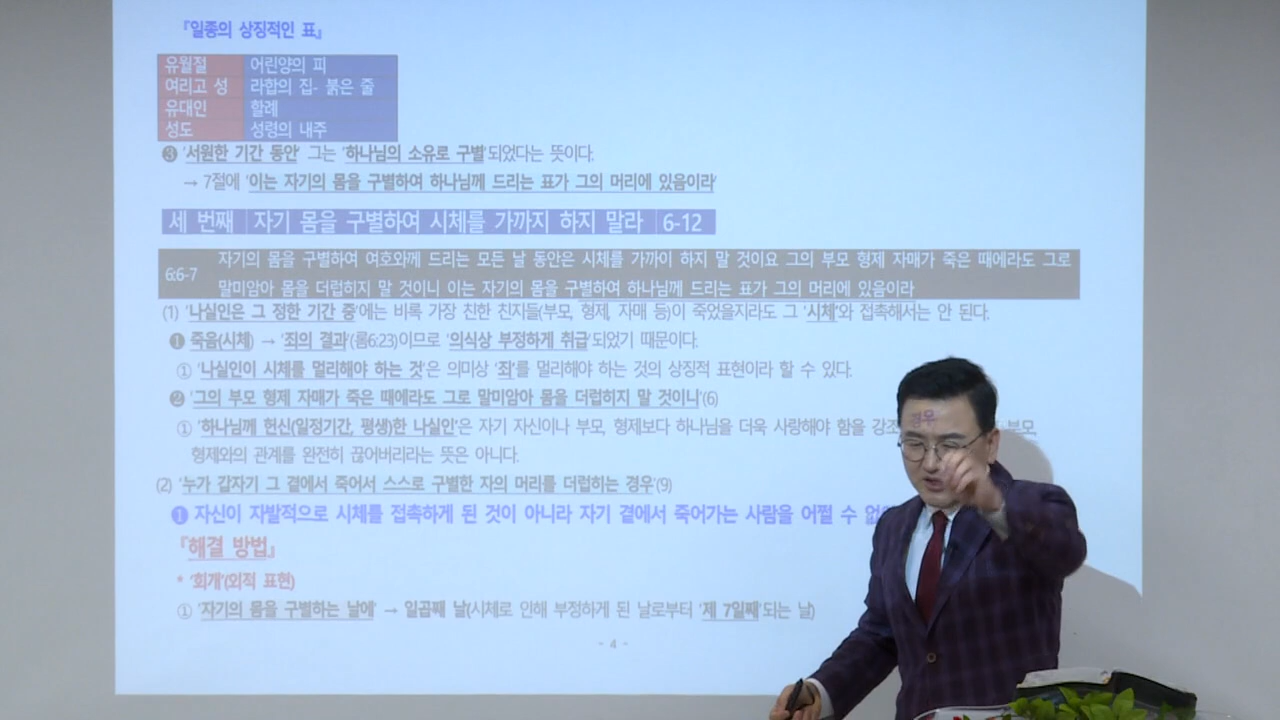 『일종의 상징적인 표』
유월절 어린양의 피
여리고 성 라합의 집- 붉은 줄
유대인 할례
성도 성령의 내주
❸ '서원한 기간 동안' 그는 '하나님의 소유로 구별'되었다는 뜻이다.
→ 7절에 '이는 자기의 몸을 구별하여 하나님께 드리는 표가 그의 머리에 있음이라'
세 번째 자기 몸을 구별하여 시체를 가까지 하지 말라 6-12
6:6-7 자기의 몸을 구별하여 여호와께 드리는 모든 날 동안은 시체를 가까이 하지 말 것이요 그의 부모 형제 자매가 죽은 때에라도 그로
말미암아 몸을 더럽히지 말 것이니 이는 자기의 몸을 구별하여 하나님께 드리는 표가 그의 머리에 있음이라
(1) '나실인은 그 정한 기간 중'에는 비록 가장 친한 친지들(부모, 형제, 자매 등)이 죽었을지라도 그 '시체'와 접촉해서는 안 된다.
❶ 죽음(시체) → '죄의 결과'(롬6:23)이므로 '의식상 부정하게 취급'되었기 때문이다.
① '나실인이 시체를 멀리해야 하는 것'은 의미상 '죄'를 멀리해야 하는 것의 상징적 표현이라 할 수 있다.
❷ '그의 부모 형제 자매가 죽은 때에라도 그로 말미암아 몸을 더럽히지 말 것이니'(6)
① '하나님께 헌신(일정기간, 평생)한 나실인'은 자기 자신이나 부모, 형제보다 하나님을 더욱 사랑해야 함을 강조 부모
형제와의 관계를 완전히 끊어버리라는 뜻은 아니다.
(2) '누가 갑자기 그 곁에서 죽어서 스스로 구별한 자의 머리를 더럽히는 경우'(9)
❶ 자신이 자발적으로 시체를 접촉하게 된 것이 아니라 자기 곁에서 죽어가는 사람을 어쩔 수 없
경우
『해결 방법』
* '회개'(외적 표현)
① '자기의 몸을 구별하는 날에' → 일곱째 날(시체로 인해 부정하게 된 날로부터 '제 7일째'되는 날)
- 4 -